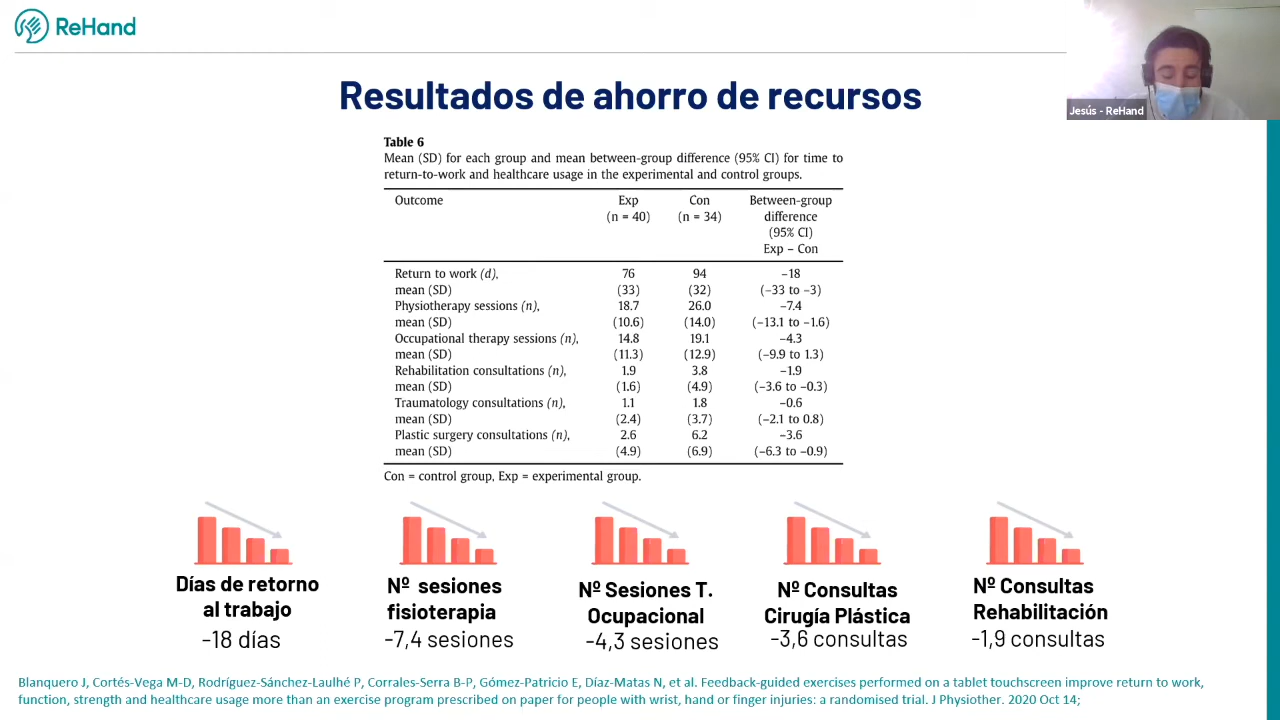 ReHand
Jesús - ReHand
Resultados de ahorro de recursos
Table 6
Mean (SD) for each group and mean between-group difference (95% CI) for time to
return-to-work and healthcare usage in the experimental and control groups.
Outcome Exp Con Between-group
(n = 40) (n = 34) difference
(95% CI)
Exp – Con
Return to work (d), 76 94 –18
mean (SD) (33) (32) (–33 to –3)
Physiotherapy sessions (n), 18.7 26.0 –7.4
mean (SD) (10.6) (14.0) (–13.1 to –1.6)
Occupational therapy sessions (n), 14.8 19.1 –4.3
mean (SD) (11.3) (12.9) (–9.9 to 1.3)
Rehabilitation consultations (n), 1.9 3.8 –1.9
mean (SD) (1.6) (4.9) (–3.6 to –0.3)
Traumatology consultations (n), 1.1 1.8 –0.6
mean (SD) (2.4) (3.7) (–2.1 to 0.8)
Plastic surgery consultations (n), 2.6 6.2 –3.6
mean (SD) (4.9) (6.9) (–6.3 to –0.9)
Con = control group, Exp = experimental group.
Días de retorno
al trabajo
-18 días
Nº sesiones
fisioterapia
-7,4 sesiones
Nº Sesiones T.
Ocupacional
-4,3 sesiones
Nº Consultas
Cirugía Plástica
-3,6 consultas
Nº Consultas
Rehabilitación
-1,9 consultas
Blanquero J, Cortés-Vega M-D, Rodríguez-Sánchez-Laulhé P, Corrales-Serra B-P, Gómez-Patricio E, Díaz-Matas N, et al. Feedback-guided exercises performed on a tablet touchscreen improve return to work,
function, strength and healthcare usage more than an exercise program prescribed on paper for people with wrist, hand or finger injuries: a randomised trial. J Physiother. 2020 Oct 14;